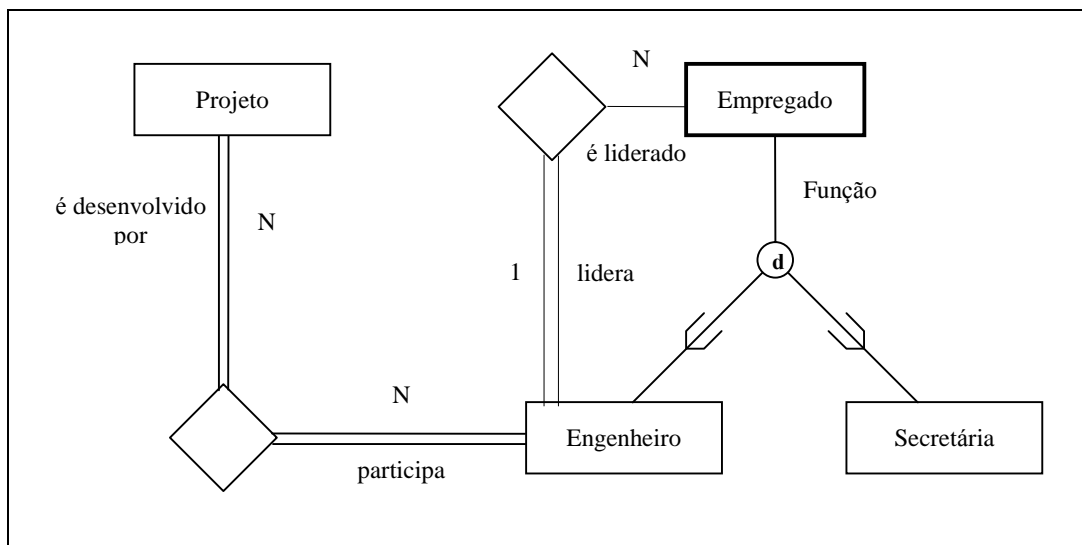 N
Projeto
Empregado
é liderado
Função
é desenvolvido
por
N
d
1
lidera
N
Engenheiro
Secretária
participa